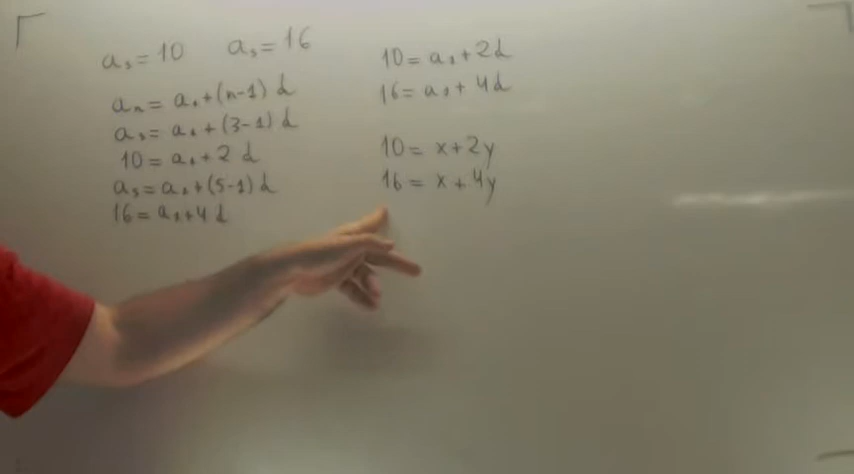 a₃ = 10 a₅ = 16
aₙ = a₁ + (n-1) d
a₃ = a₁ + (3-1) d
10 = a₁ + 2 d
a₅ = a₁ + (5-1) d
16 = a₁ + 4 d
10 = a₁ + 2d
16 = a₁ + 4d
10 = x + 2y
16 = x + 4y